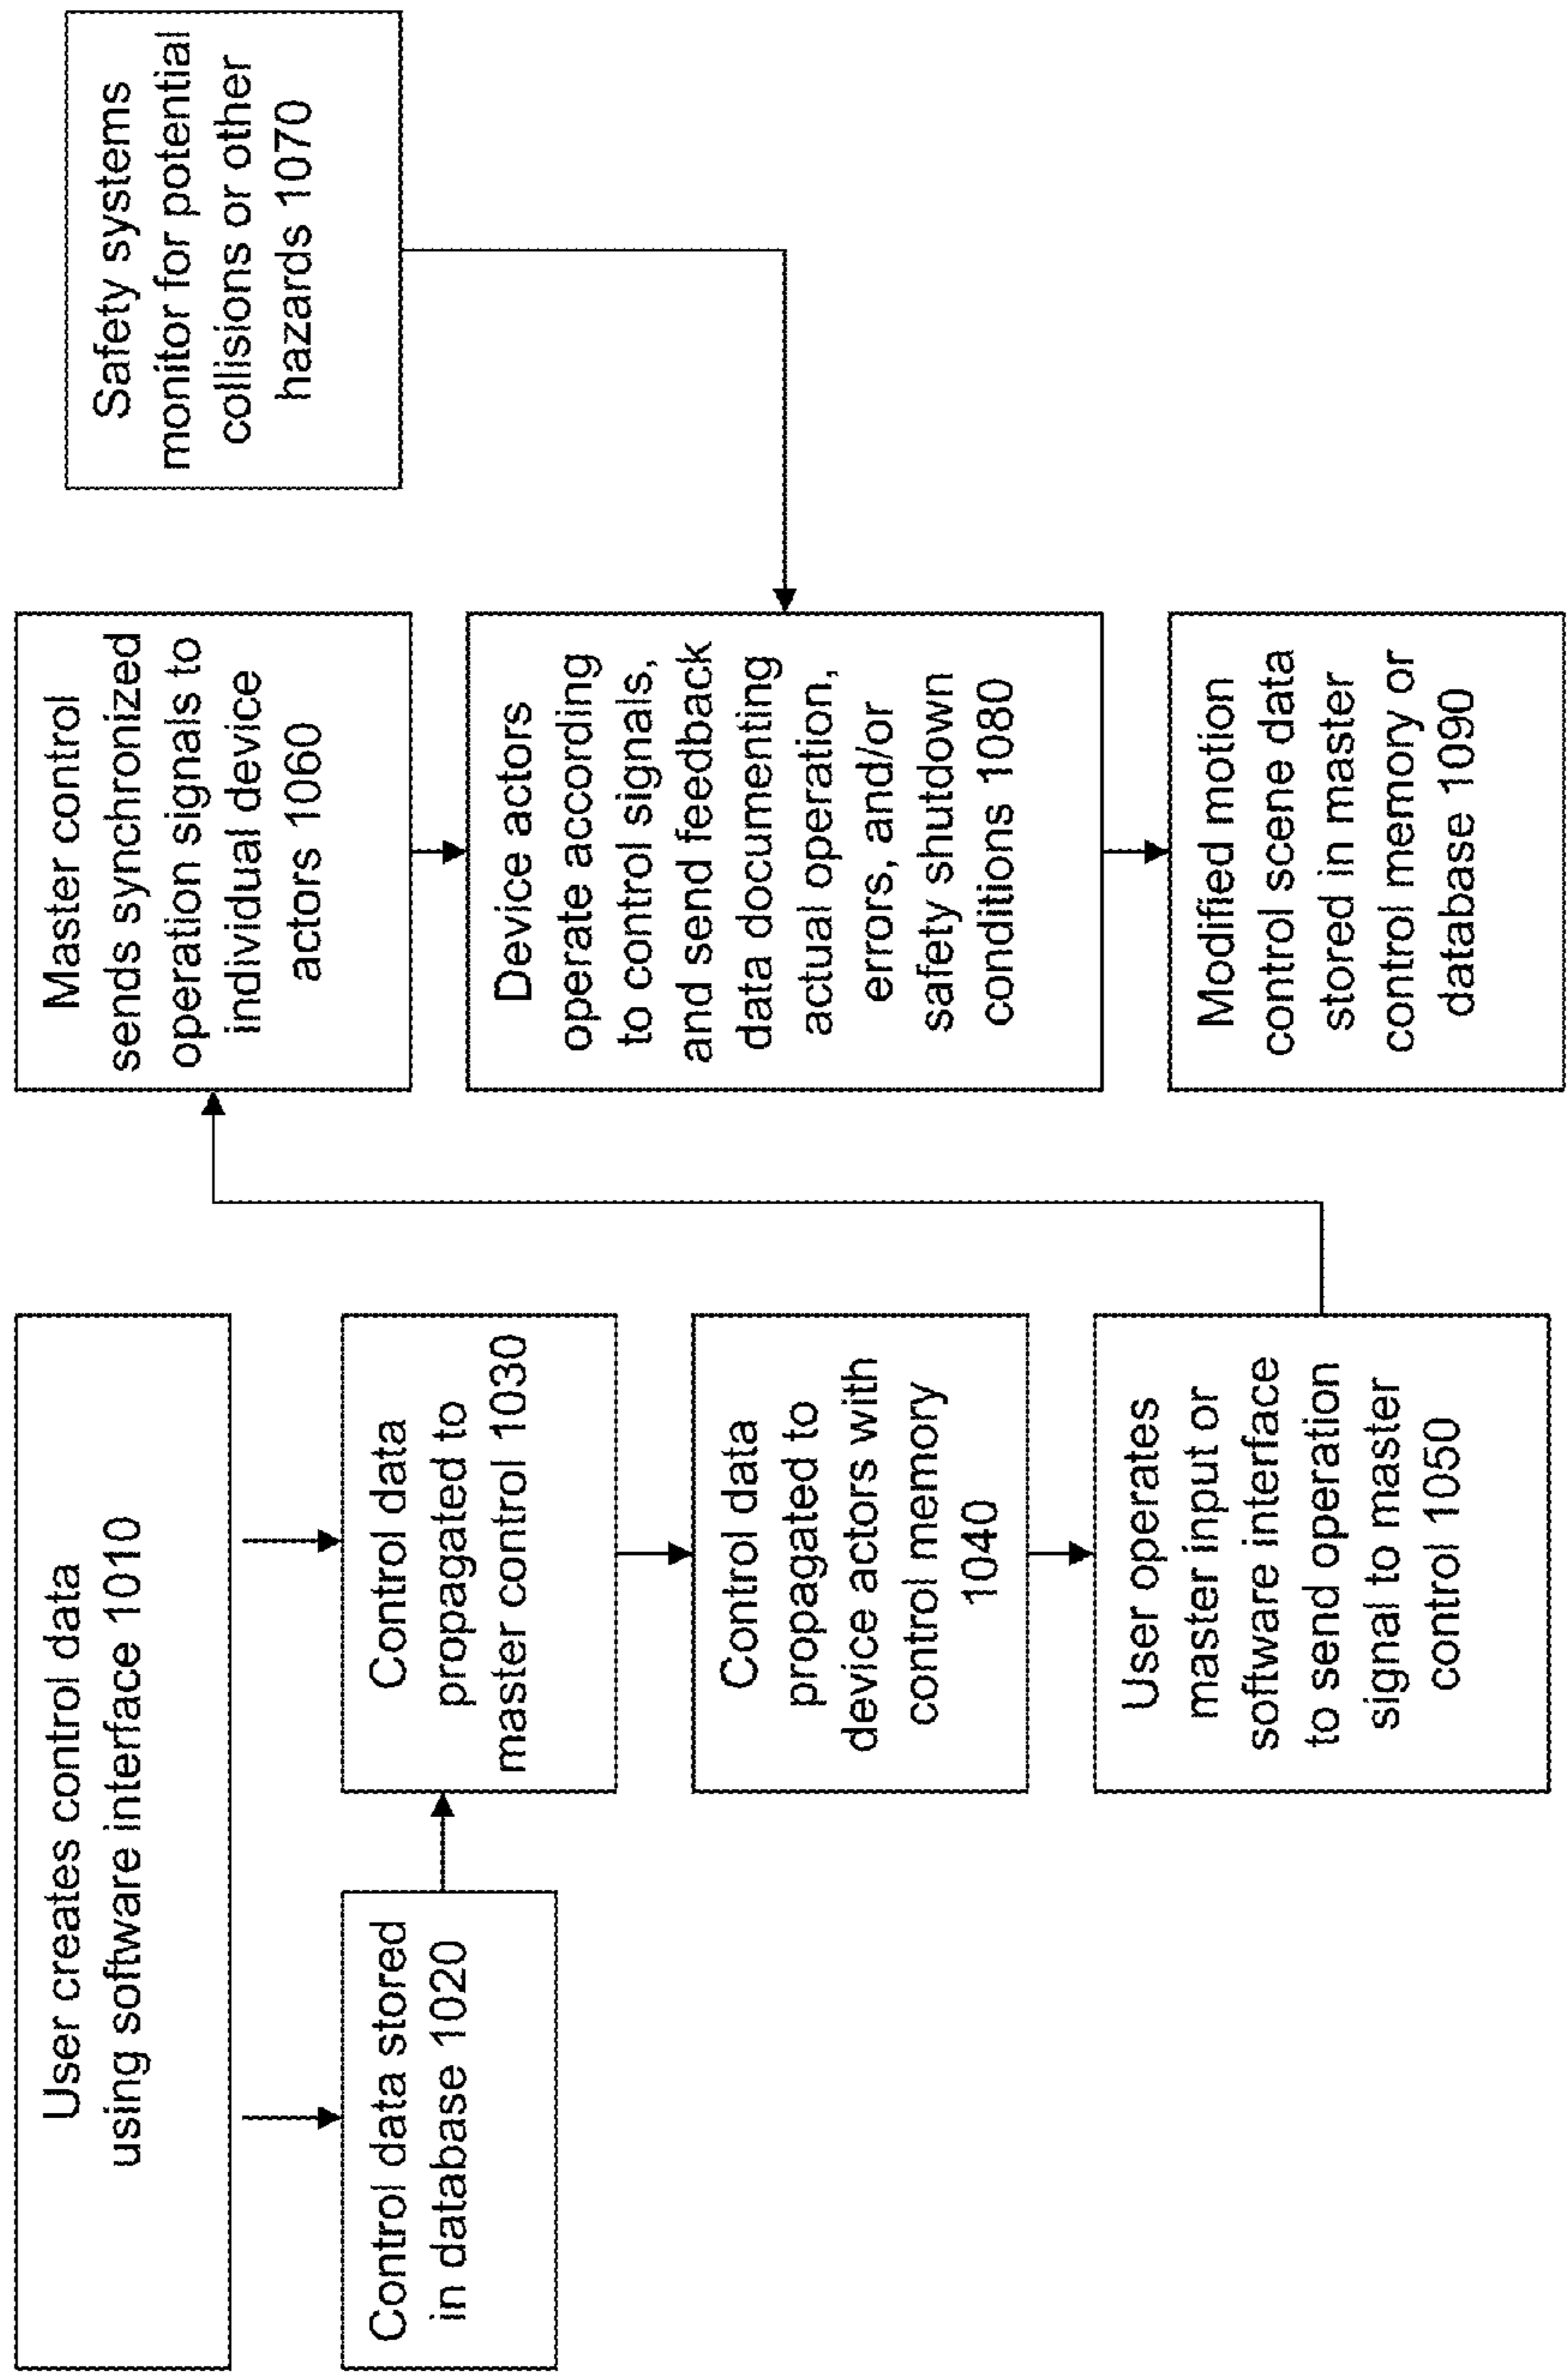 User creates control data
using software interface 1010
Control data stored
in database 1020
Control data
propagated to
master control 1030
Control data
propagated to
device actors with
control memory
1040
User operates
master input or
software interface
to send operation
signal to master
control 1050
Master control
sends synchronized
operation signals to
individual device
actors 1060
Safety systems
monitor for potential
collisions or other
hazards 1070
Device actors
operate according
to control signals,
and send feedback
data documenting
actual operation,
errors, and/or
safety shutdown
conditions 1080
Modified motion
control scene data
stored in master
control memory or
database 1090